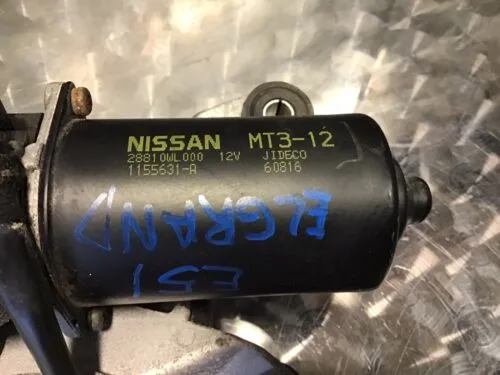 NISSAN MT3-12
28810WL000 12V JIDECO
1155631-A 60816
ELGRAND
E51